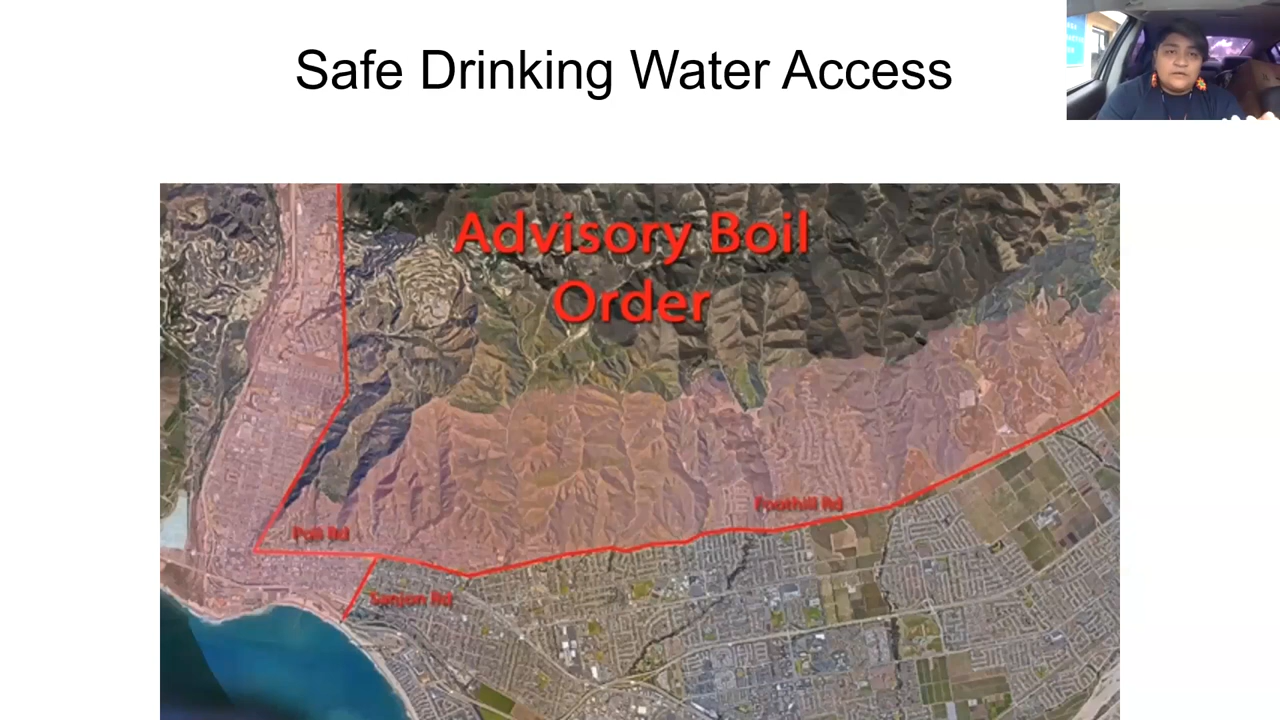 Safe Drinking Water Access
Advisory Boil
Order
Foothill Rd
Poli Rd
Sanjon Rd